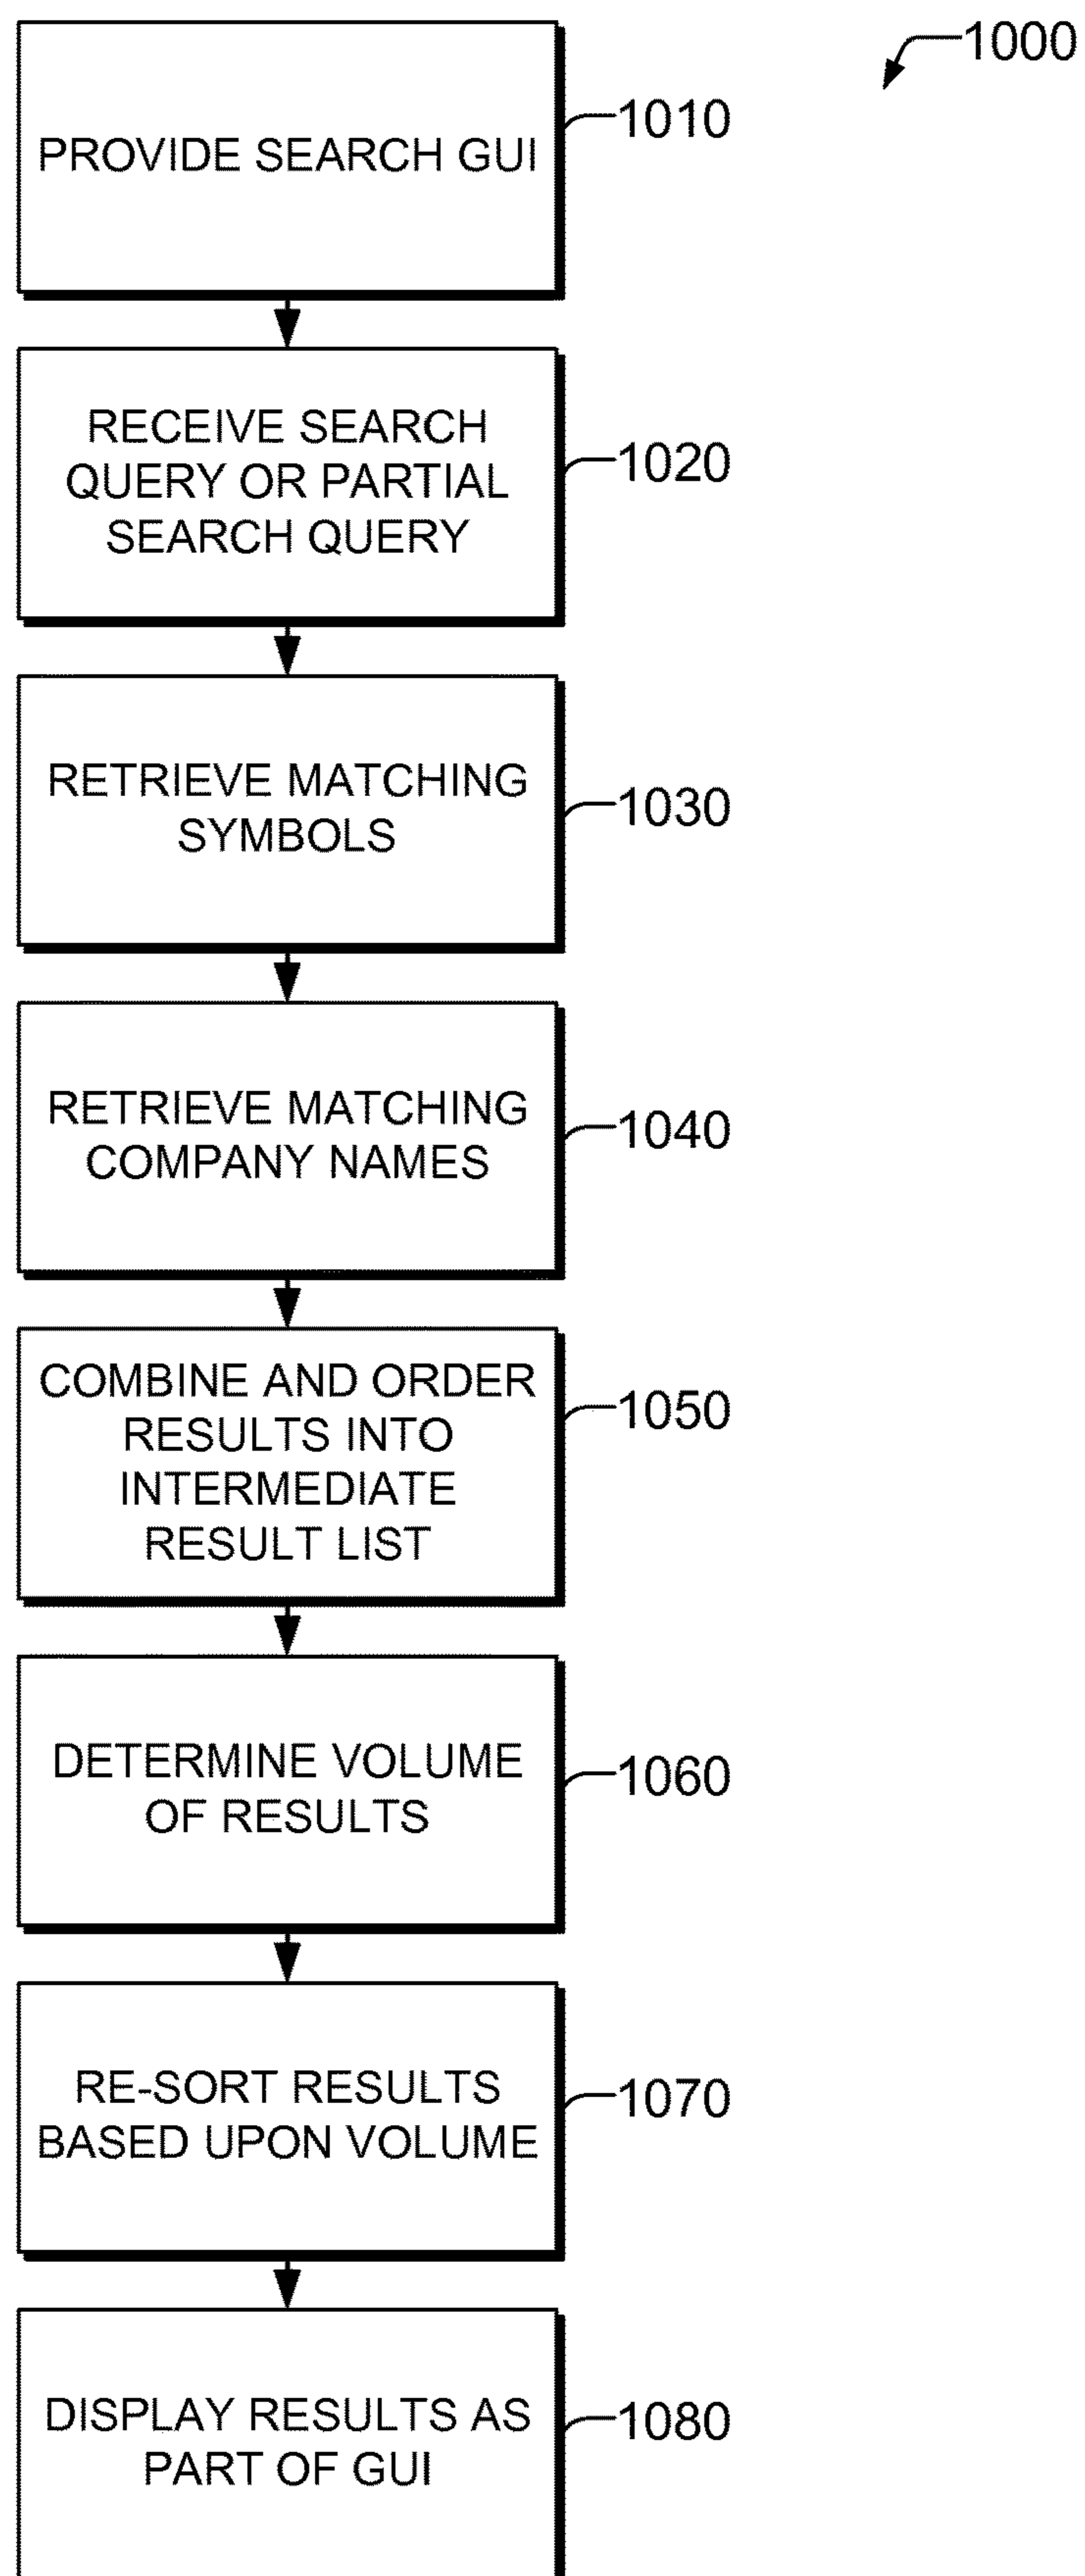 1000
PROVIDE SEARCH GUI
1010
RECEIVE SEARCH
QUERY OR PARTIAL
SEARCH QUERY
1020
RETRIEVE MATCHING
SYMBOLS
1030
RETRIEVE MATCHING
COMPANY NAMES
1040
COMBINE AND ORDER
RESULTS INTO
INTERMEDIATE
RESULT LIST
1050
DETERMINE VOLUME
OF RESULTS
1060
RE-SORT RESULTS
BASED UPON VOLUME
1070
DISPLAY RESULTS AS
PART OF GUI
1080